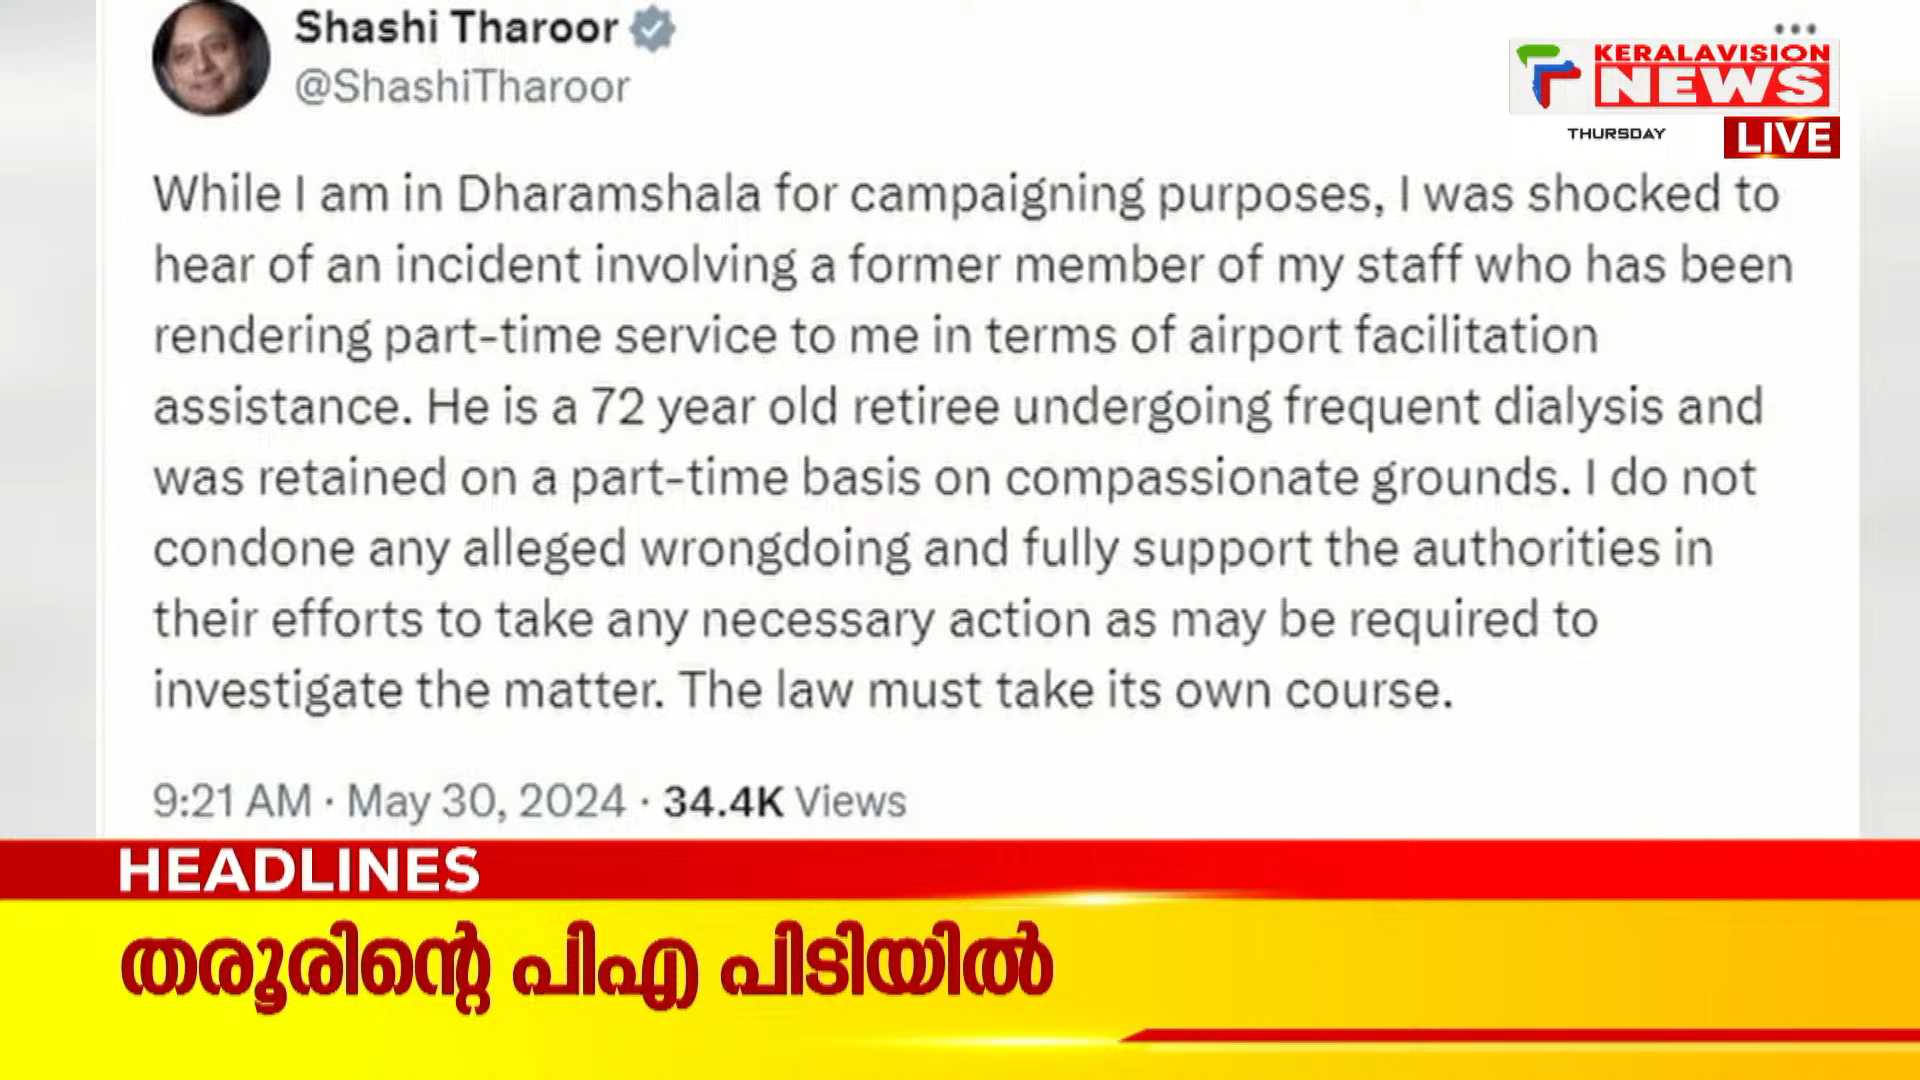 Shashi Tharoor
@ShashiTharoor
KERALAVISION
NEWS
THURSDAY
LIVE
While I am in Dharamshala for campaigning purposes, I was shocked to
hear of an incident involving a former member of my staff who has been
rendering part-time service to me in terms of airport facilitation
assistance. He is a 72 year old retiree undergoing frequent dialysis and
was retained on a part-time basis on compassionate grounds. I do not
condone any alleged wrongdoing and fully support the authorities in
their efforts to take any necessary action as may be required to
investigate the matter. The law must take its own course.
9:21 AM · May 30, 2024 · 34.4K Views
HEADLINES
തരൂരിന്റെ പിഎ പിടിയിൽ